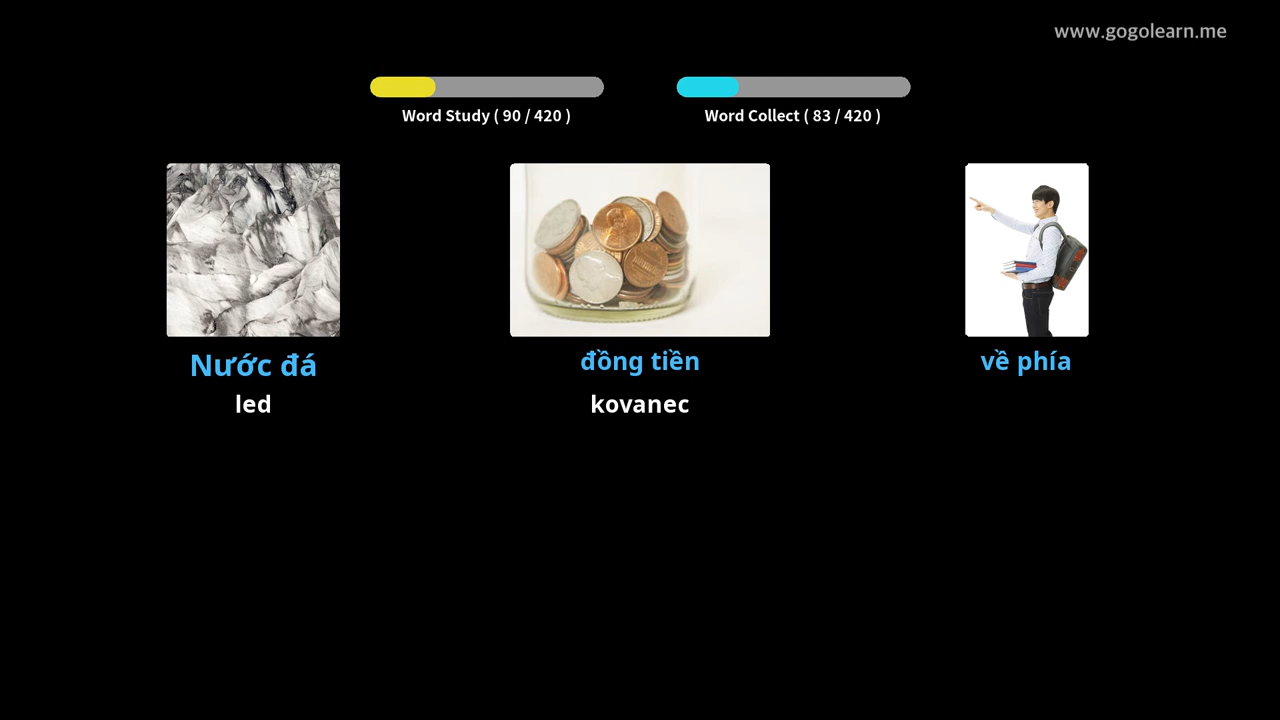 www.gogolearn.me
Word Study ( 90 / 420 )
Word Collect ( 83 / 420 )
Nước đá
led
đồng tiền
kovanec
về phía